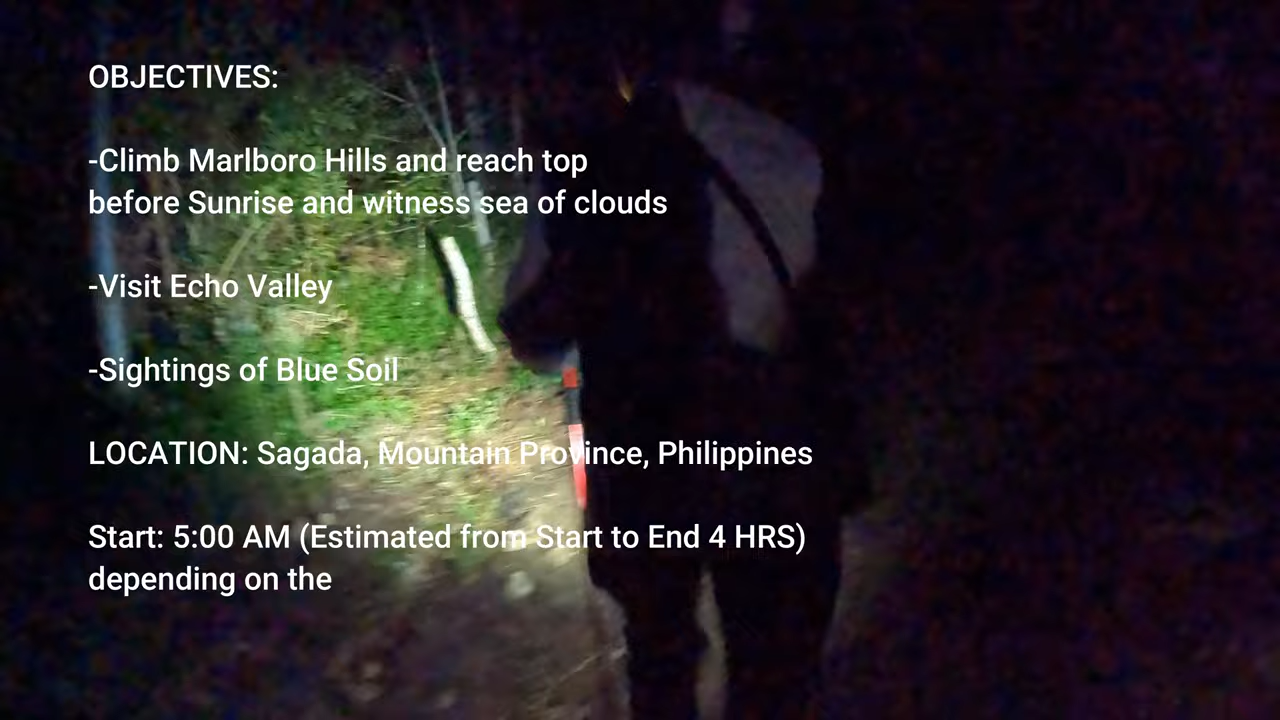 OBJECTIVES:
-Climb Marlboro Hills and reach top
before Sunrise and witness sea of clouds
-Visit Echo Valley
-Sightings of Blue Soil
LOCATION: Sagada, Mountain Province, Philippines
Start: 5:00 AM (Estimated from Start to End 4 HRS)
depending on the